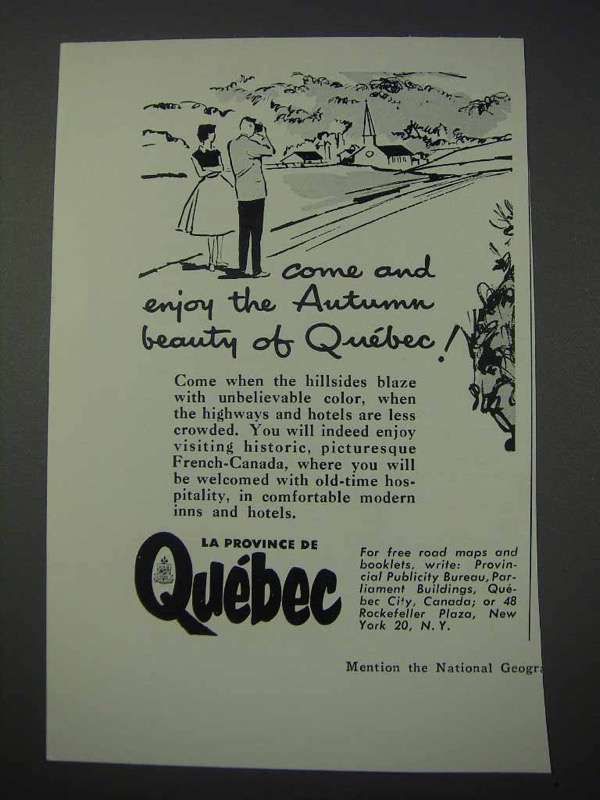 come and
enjoy the Autumn
beauty of Québec!
Come when the hillsides blaze
with unbelievable color, when
the highways and hotels are less
crowded. You will indeed enjoy
visiting historic, picturesque
French-Canada, where you will
be welcomed with old-time hos-
pitality, in comfortable modern
inns and hotels.
LA PROVINCE DE
Québec
For free road maps and
booklets, write: Provin-
cial Publicity Bureau, Par-
liament Buildings, Qué-
bec City, Canada; or 48
Rockefeller Plaza, New
York 20, N. Y.
Mention the National Geogra